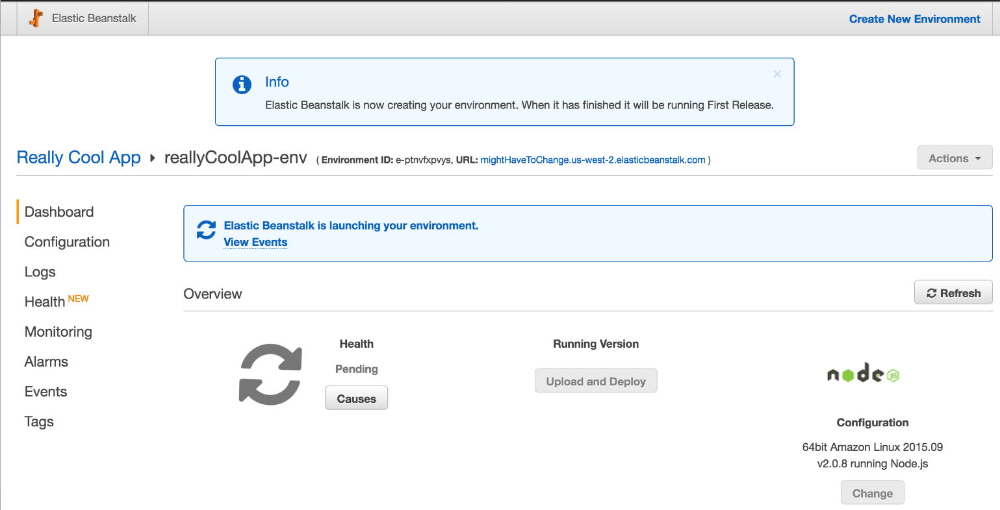 Elastic Beanstalk
Create New Environment
Info
Elastic Beanstalk is now creating your environment. When it has finished it will be running First Release.
Really Cool App ▸ reallyCoolApp-env ( Environment ID: e-ptnvfxpvys, URL: mightHaveToChange.us-west-2.elasticbeanstalk.com )
Actions
Dashboard
Configuration
Logs
Health NEW
Monitoring
Alarms
Events
Tags
Elastic Beanstalk is launching your environment.
View Events
Overview
Refresh
Health
Pending
Causes
Running Version
Upload and Deploy
node JS
Configuration
64bit Amazon Linux 2015.09
v2.0.8 running Node.js
Change